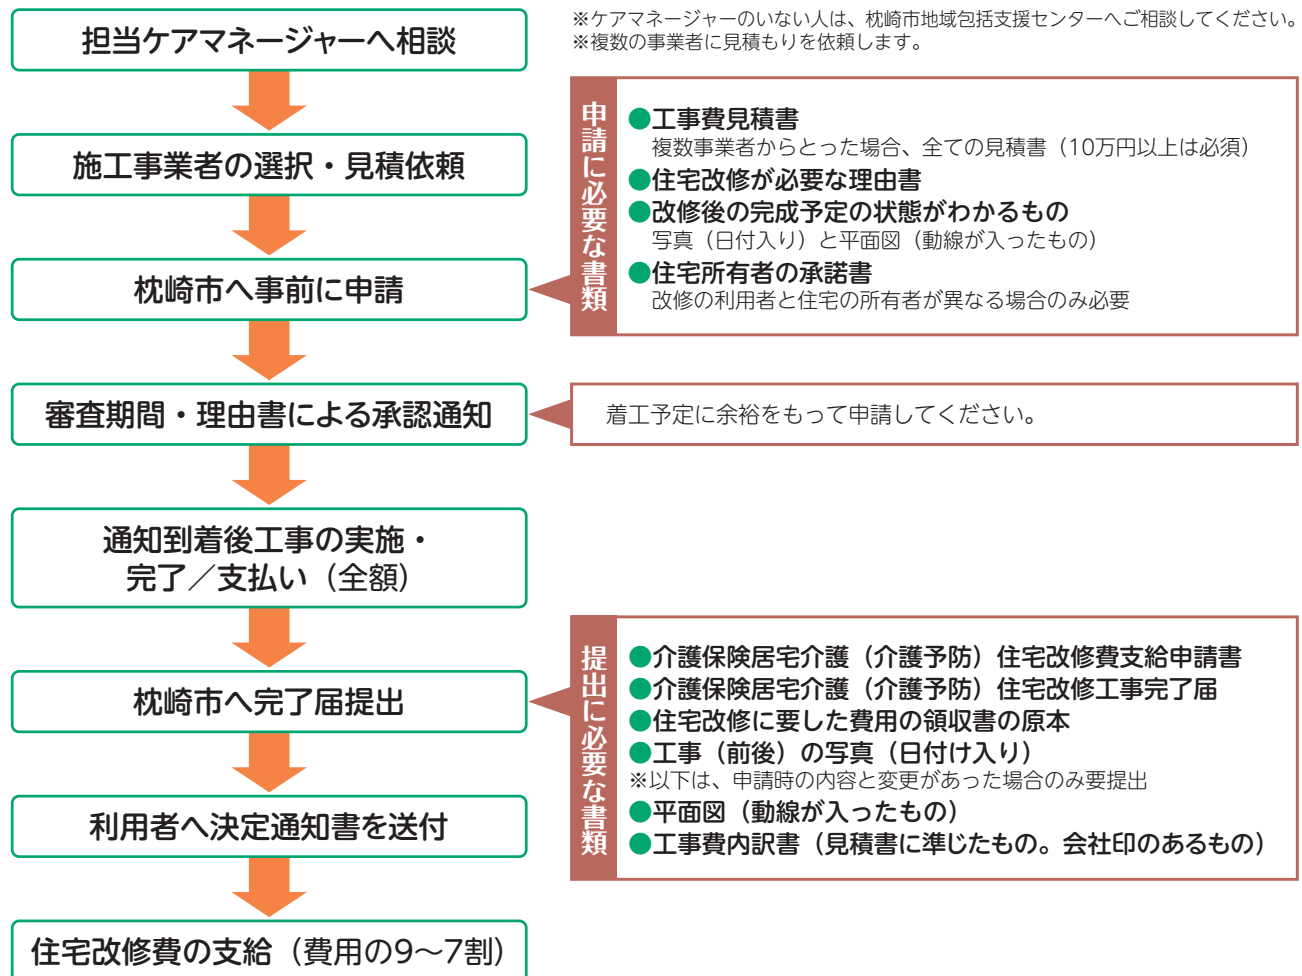 担当ケアマネージャーへ相談
※ケアマネージャーのいない人は、枕崎市地域包括支援センターへご相談してください。
※複数の事業者に見積もりを依頼します。
施工事業者の選択・見積依頼
枕崎市へ事前に申請
申請に必要な書類
●工事費見積書
複数事業者からとった場合、全ての見積書（10万円以上は必須）
●住宅改修が必要な理由書
●改修後の完成予定の状態がわかるもの
写真（日付入り）と平面図（動線が入ったもの）
●住宅所有者の承諾書
改修の利用者と住宅の所有者が異なる場合のみ必要
審査期間・理由書による承認通知
着工予定に余裕をもって申請してください。
通知到着後工事の実施・
完了／支払い（全額）
枕崎市へ完了届提出
提出に必要な書類
●介護保険居宅介護（介護予防）住宅改修費支給申請書
●介護保険居宅介護（介護予防）住宅改修工事完了届
●住宅改修に要した費用の領収書の原本
●工事（前後）の写真（日付け入り）
※以下は、申請時の内容と変更があった場合のみ要提出
●平面図（動線が入ったもの）
●工事費内訳書（見積書に準じたもの。会社印のあるもの）
利用者へ決定通知書を送付
住宅改修費の支給（費用の9～7割）